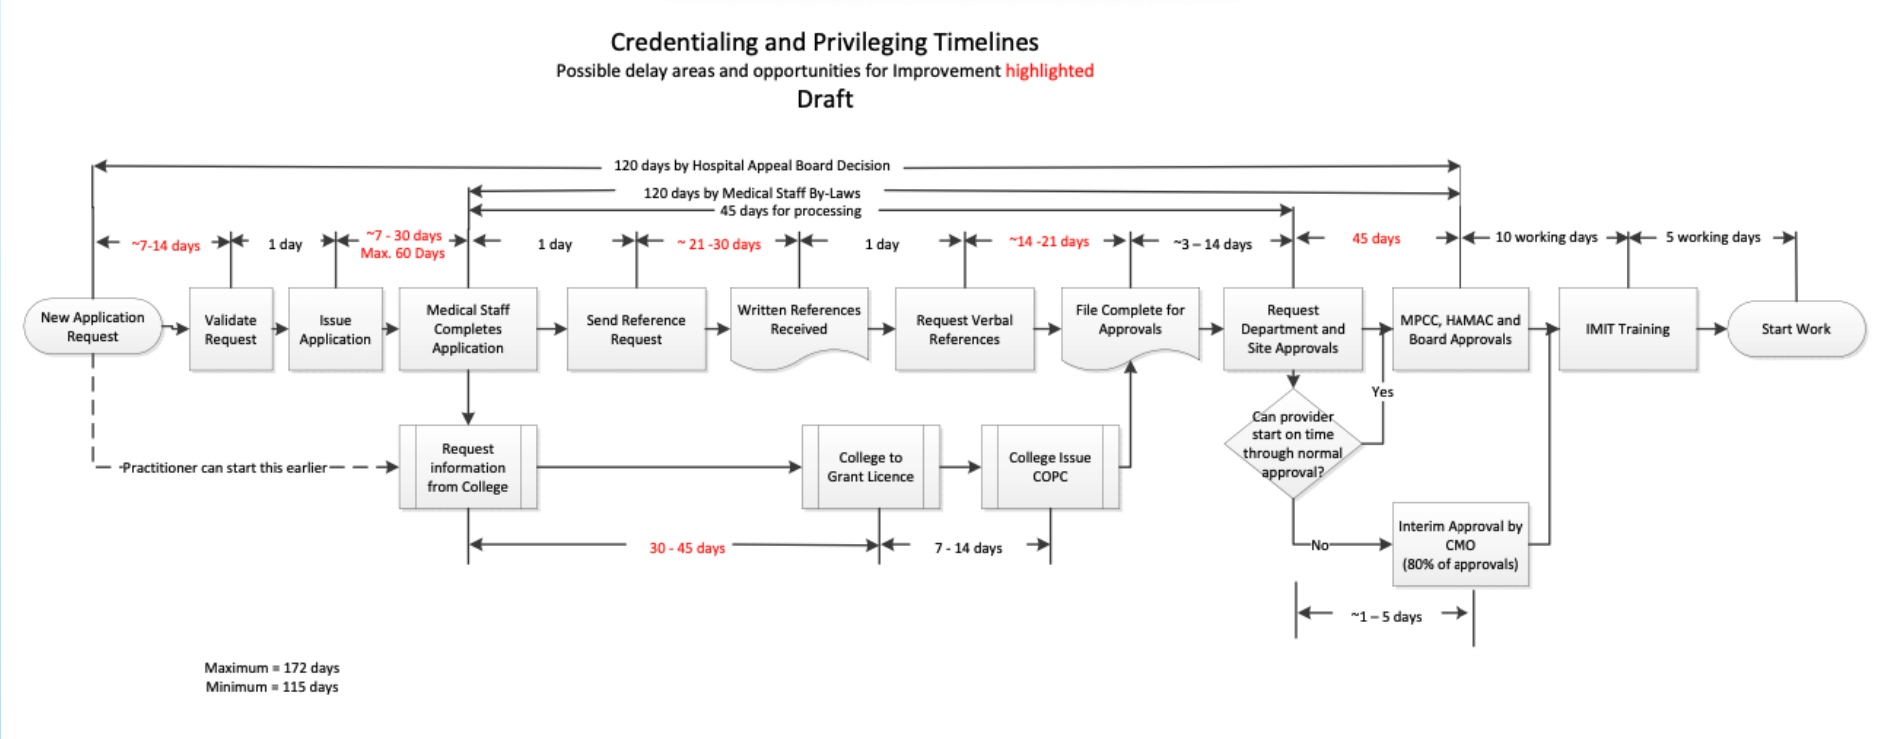 Credentialing and Privileging Timelines
Possible delay areas and opportunities for Improvement highlighted
Draft
120 days by Hospital Appeal Board Decision
120 days by Medical Staff By-Laws
45 days for processing
~7-14 days
1 day
~7 - 30 days
Max. 60 Days
1 day
~ 21 -30 days
1 day
~14 -21 days
~3 – 14 days
45 days
10 working days
5 working days
New Application
Request
Validate
Request
Issue
Application
Medical Staff
Completes
Application
Send Reference
Request
Written References
Received
Request Verbal
References
File Complete for
Approvals
Request
Department and
Site Approvals
MPCC, HAMAC and
Board Approvals
IMIT Training
Start Work
Yes
Can provider
start on time
through normal
approval?
Practitioner can start this earlier
Request
information
from College
College to
Grant Licence
College Issue
COPC
30 - 45 days
7 - 14 days
No
Interim Approval by
CMO
(80% of approvals)
~1 – 5 days
Maximum = 172 days
Minimum = 115 days